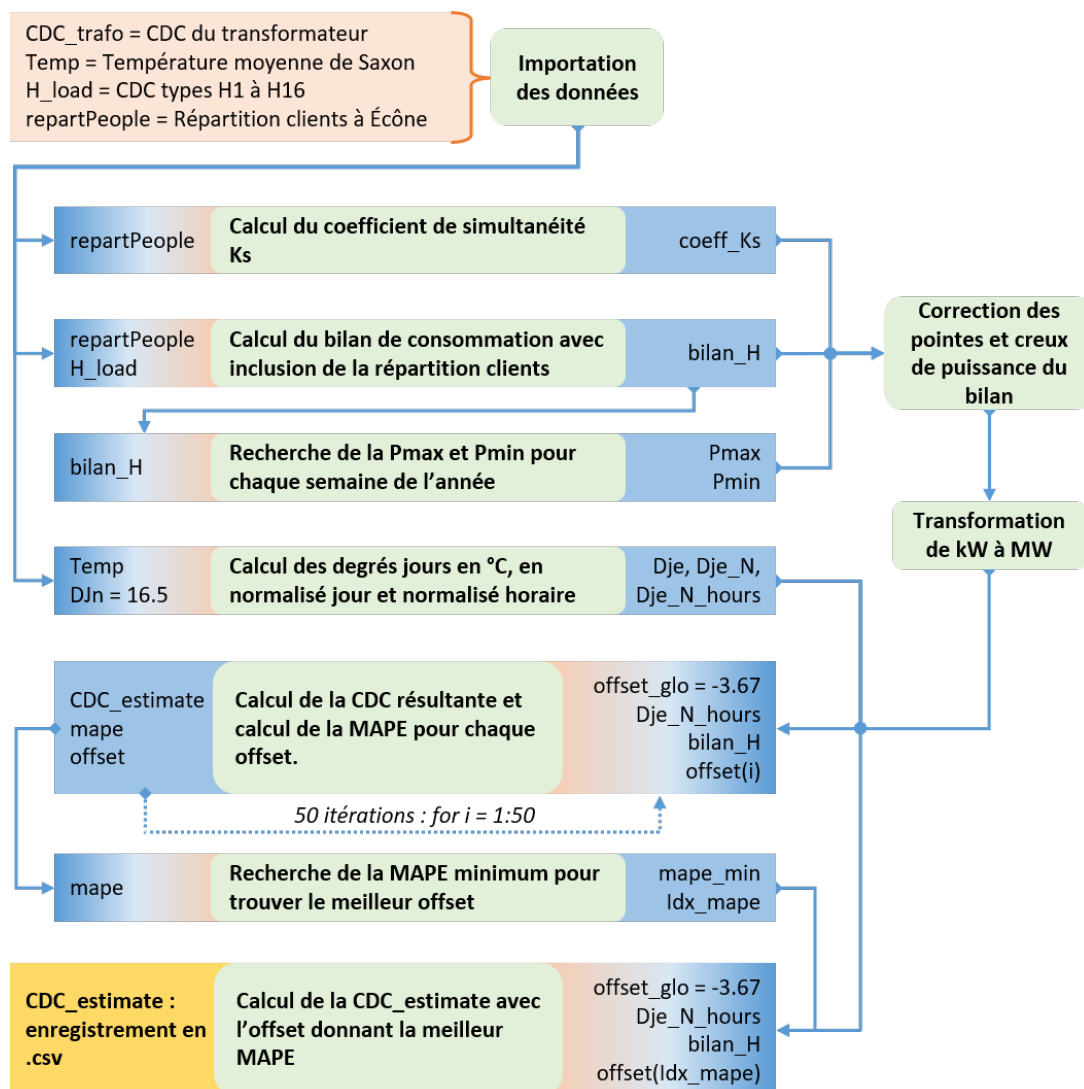 CDC_trafo = CDC du transformateur
Temp = Température moyenne de Saxon
H_load = CDC types H1 à H16
repartPeople = Répartition clients à Écône
Importation
des données
repartPeople
Calcul du coefficient de simultanéité
Ks
coeff_Ks
repartPeople
H_load
Calcul du bilan de consommation avec
inclusion de la répartition clients
bilan_H
Correction des
pointes et creux
de puissance du
bilan
bilan_H
Recherche de la Pmax et Pmin pour
chaque semaine de l'année
Pmax
Pmin
Transformation
de kW à MW
Temp
DJn = 16.5
Calcul des degrés jours en °C, en
normalisé jour et normalisé horaire
Dje, Dje_N,
Dje_N_hours
CDC_estimate
mape
offset
Calcul de la CDC résultante et
calcul de la MAPE pour chaque
offset.
offset_glo = -3.67
Dje_N_hours
bilan_H
offset(i)
50 itérations : for i = 1:50
mape
Recherche de la MAPE minimum pour
trouver le meilleur offset
mape_min
Idx_mape
CDC_estimate :
enregistrement en
.csv
Calcul de la CDC_estimate avec
l'offset donnant la meilleur
MAPE
offset_glo = -3.67
Dje_N_hours
bilan_H
offset(Idx_mape)